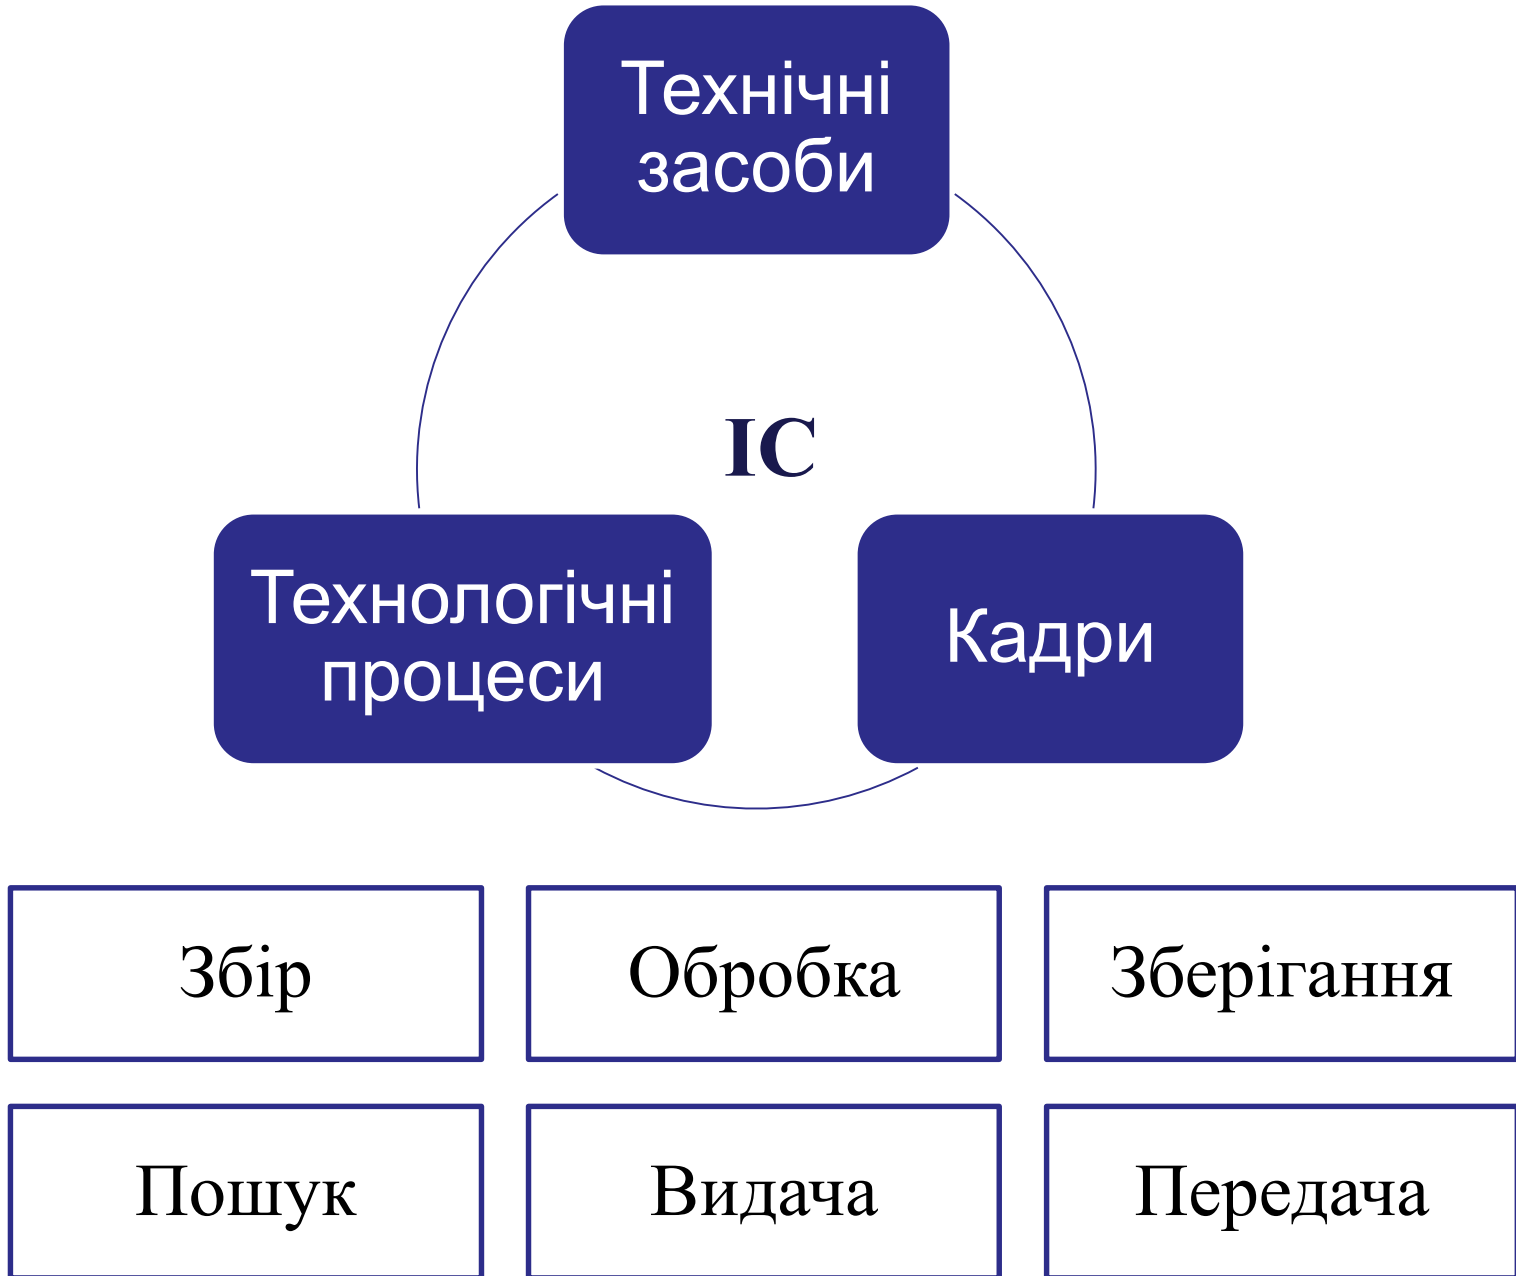 Технічні
засоби
ІС
Технологічні
процеси
Кадри
Збір
Обробка
Зберігання
Пошук
Видача
Передача